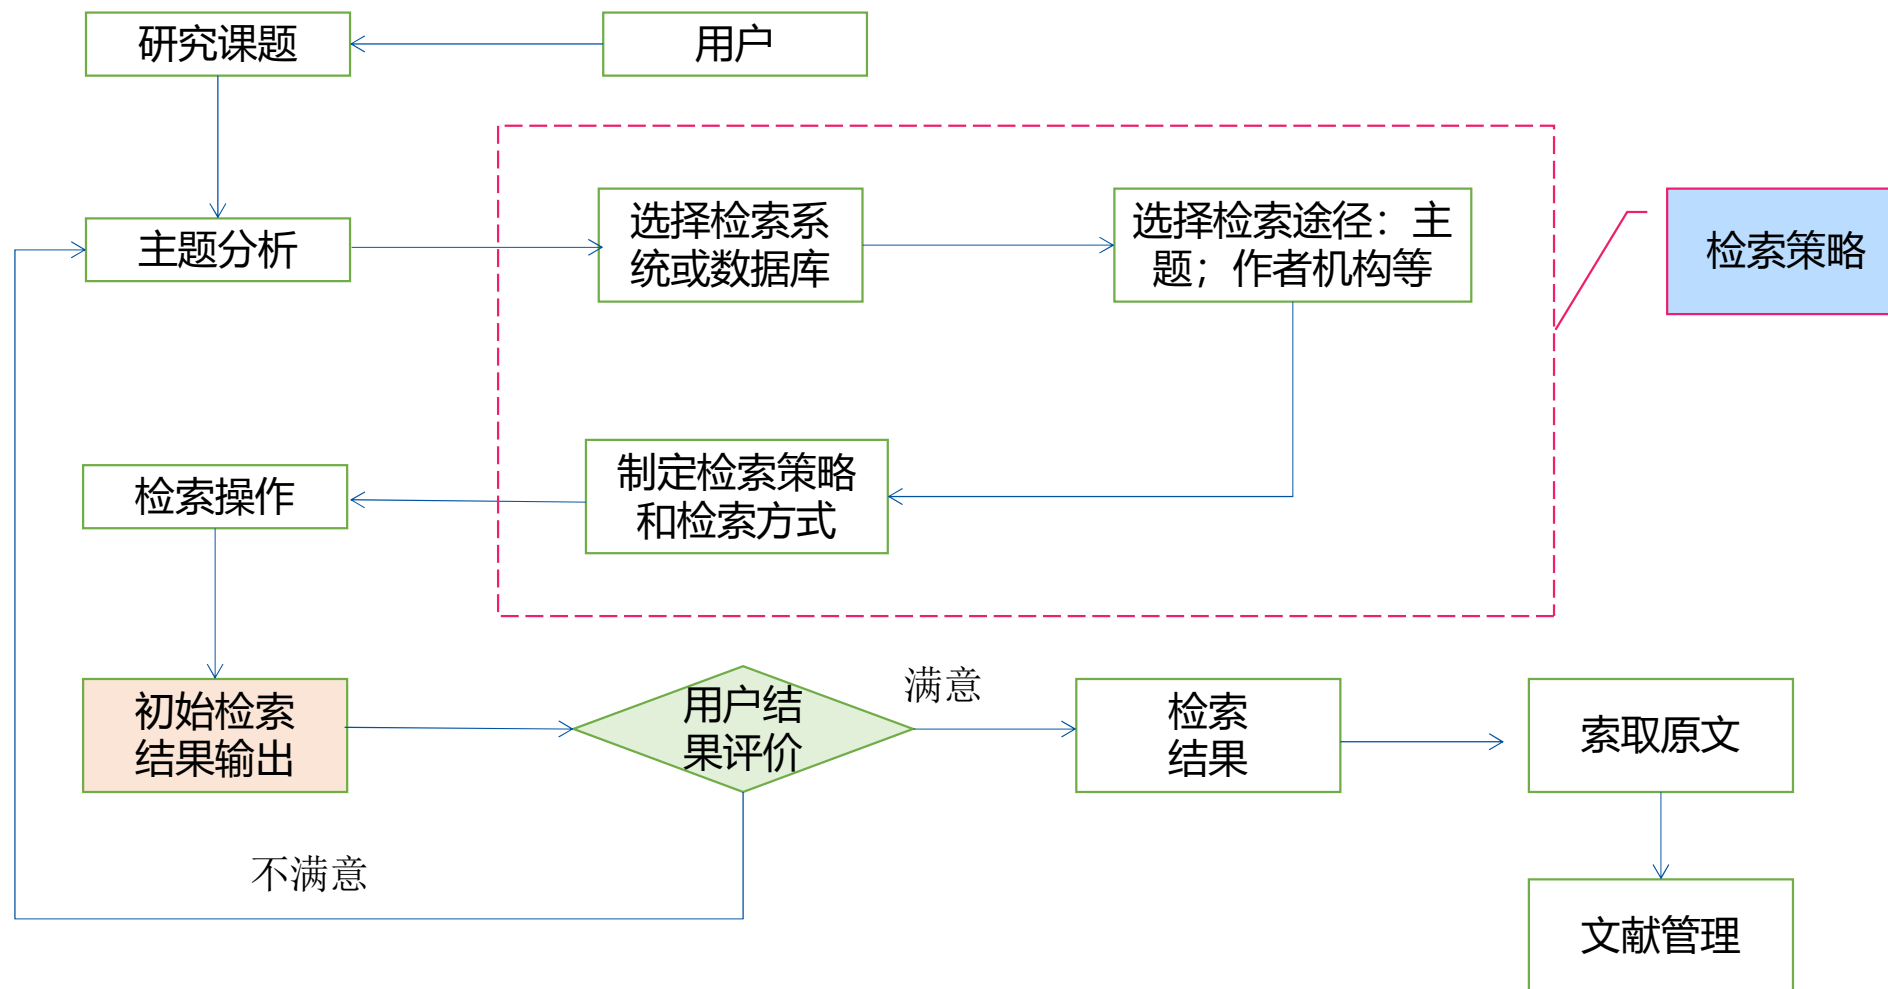 研究课题
用户
主题分析
选择检索系
统或数据库
选择检索途径：主
题；作者机构等
检索策略
检索操作
制定检索策略
和检索方式
初始检索
结果输出
用户结
果评价
满意
检索
结果
索取原文
不满意
文献管理